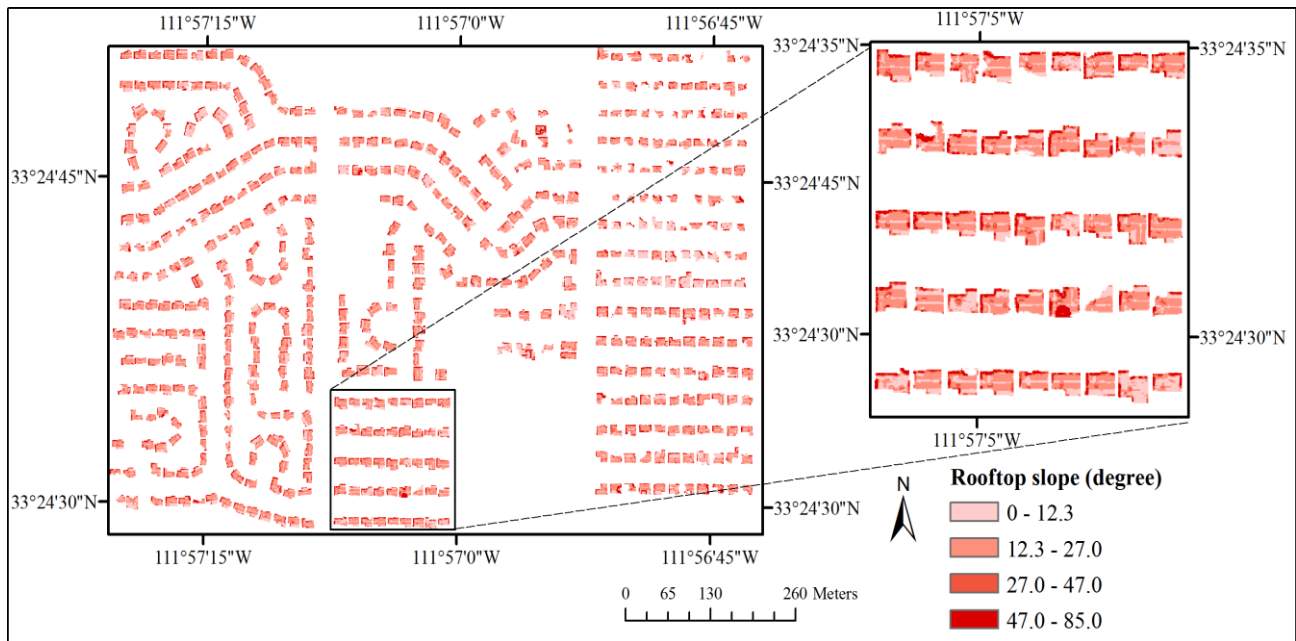 111°57'15"W 111°57'0"W 111°56'45"W
111°57'5"W
33°24'35"N 33°24'35"N
33°24'45"N 33°24'45"N
33°24'30"N 33°24'30"N
33°24'30"N 33°24'30"N
111°57'5"W
111°57'15"W 111°57'0"W 111°56'45"W
N
0 65 130 260 Meters
Rooftop slope (degree)
0 - 12.3
12.3 - 27.0
27.0 - 47.0
47.0 - 85.0